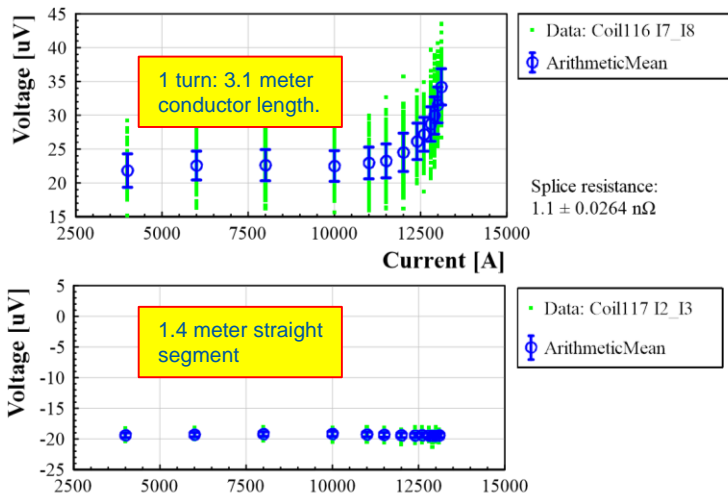 45
40
35
30
25
20
15
Voltage [uV]
1 turn: 3.1 meter
conductor length.
2500 5000 7500 10000 12500 15000
Current [A]
Data: Coil116 I7_I8
ArithmeticMean
Splice resistance:
1.1 ± 0.0264 nΩ
5
0
-5
-10
-15
-20
-25
Voltage [uV]
1.4 meter straight
segment
2500 5000 7500 10000 12500 15000
Data: Coil117 I2_I3
ArithmeticMean